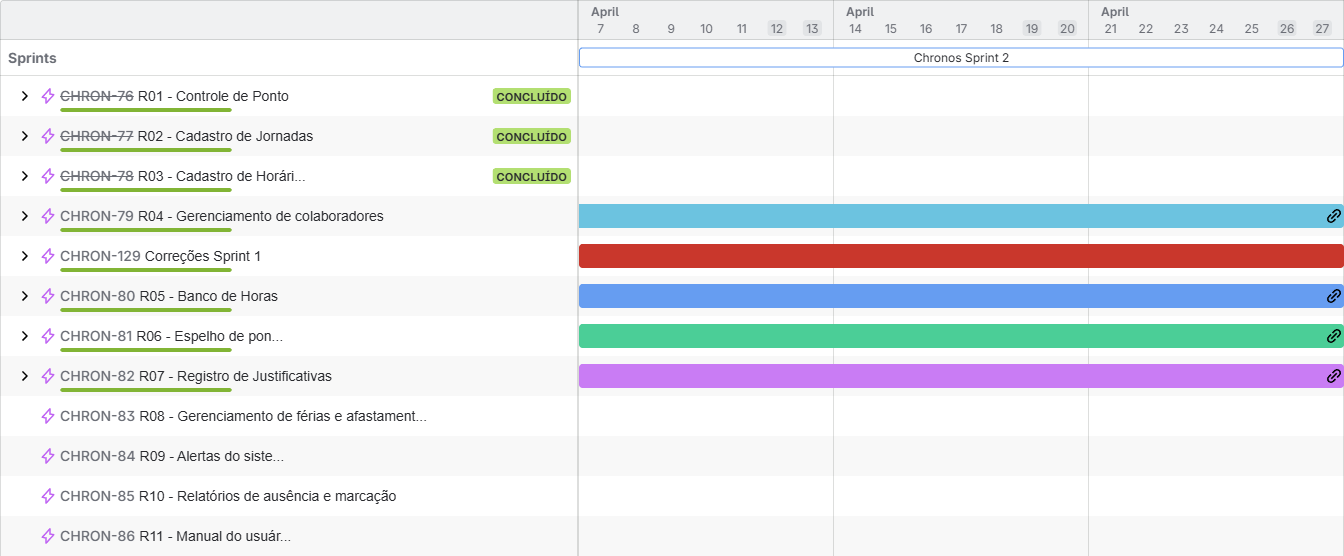 April April April
7 8 9 10 11 12 13 14 15 16 17 18 19 20 21 22 23 24 25 26 27
Sprints Chronos Sprint 2
CHRON-76 R01 - Controle de Ponto CONCLUÍDO
CHRON-77 R02 - Cadastro de Jornadas CONCLUÍDO
CHRON-78 R03 - Cadastro de Horári... CONCLUÍDO
CHRON-79 R04 - Gerenciamento de colaboradores
CHRON-129 Correções Sprint 1
CHRON-80 R05 - Banco de Horas
CHRON-81 R06 - Espelho de pon...
CHRON-82 R07 - Registro de Justificativas
CHRON-83 R08 - Gerenciamento de férias e afastament...
CHRON-84 R09 - Alertas do siste...
CHRON-85 R10 - Relatórios de ausência e marcação
CHRON-86 R11 - Manual do usuár...